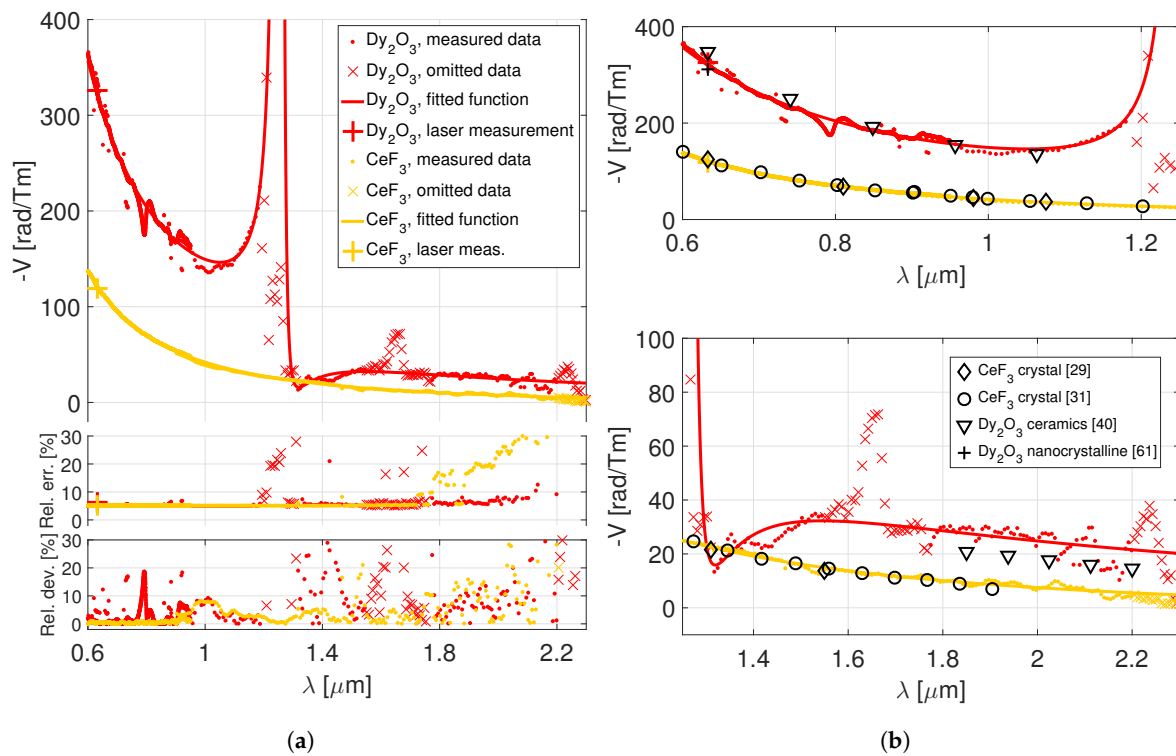 400
300
200
100
0
-V [rad/Tm]
Dy2O3, measured data
Dy2O3, omitted data
Dy2O3, fitted function
Dy2O3, laser measurement
CeF3, measured data
CeF3, omitted data
CeF3, fitted function
CeF3, laser meas.
30
20
10
0
Rel. err. [%]
30
20
10
0
Rel. dev. [%]
0.6 1 1.4 1.8 2.2
λ [μm]
(a)
400
200
0
-V [rad/Tm]
0.6 0.8 1 1.2
λ [μm]
100
80
60
40
20
0
-V [rad/Tm]
CeF3 crystal [29]
CeF3 crystal [31]
Dy2O3 ceramics [40]
Dy2O3 nanocrystalline [61]
1.4 1.6 1.8 2 2.2
λ [μm]
(b)